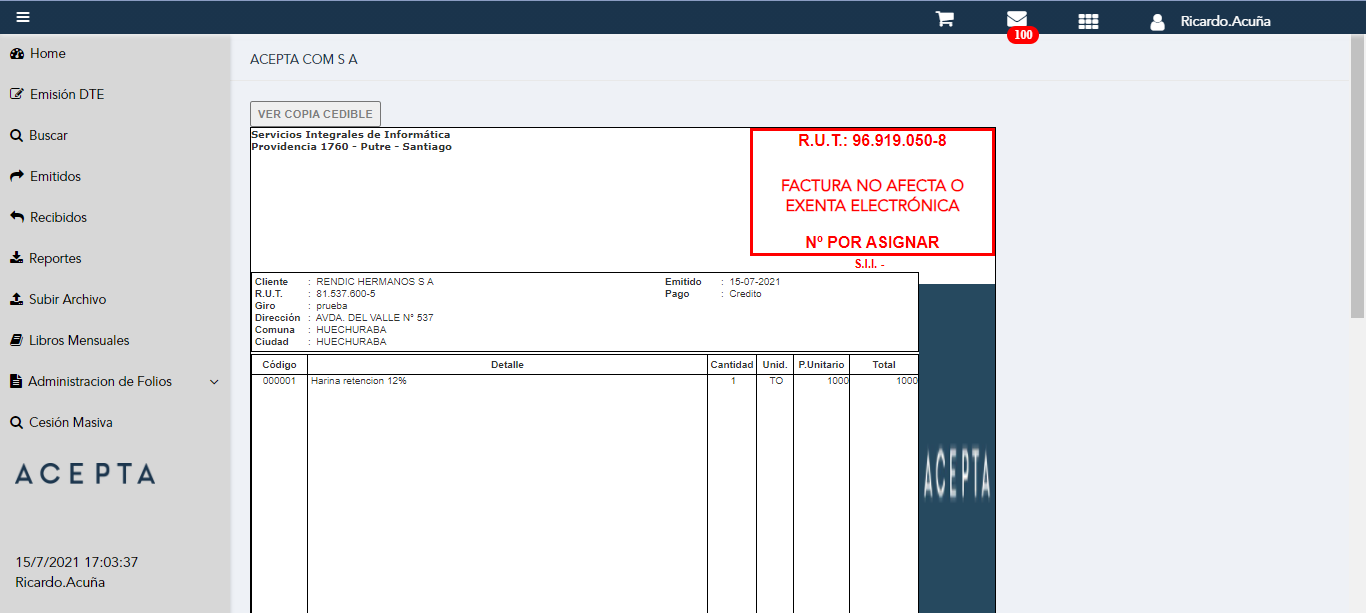 100
Ricardo.Acuña
Home
Emisión DTE
Buscar
Emitidos
Recibidos
Reportes
Subir Archivo
Libros Mensuales
Administracion de Folios
Cesión Masiva
ACEPTA
15/7/2021 17:03:37
Ricardo.Acuña
ACEPTA COM S A
VER COPIA CEDIBLE
Servicios Integrales de Informática
Providencia 1760 - Putre - Santiago
R.U.T.: 96.919.050-8
FACTURA NO AFECTA O
EXENTA ELECTRÓNICA
Nº POR ASIGNAR
S.I.I. -
Cliente : RENDIC HERMANOS S A Emitido : 15-07-2021
R.U.T. : 81.537.600-5 Pago : Credito
Giro : prueba
Dirección : AVDA. DEL VALLE N° 537
Comuna : HUECHURABA
Ciudad : HUECHURABA
Código Detalle Cantidad Unid. P.Unitario Total
000001 Harina retencion 12% 1 TO 1000 1000
ACEPTA